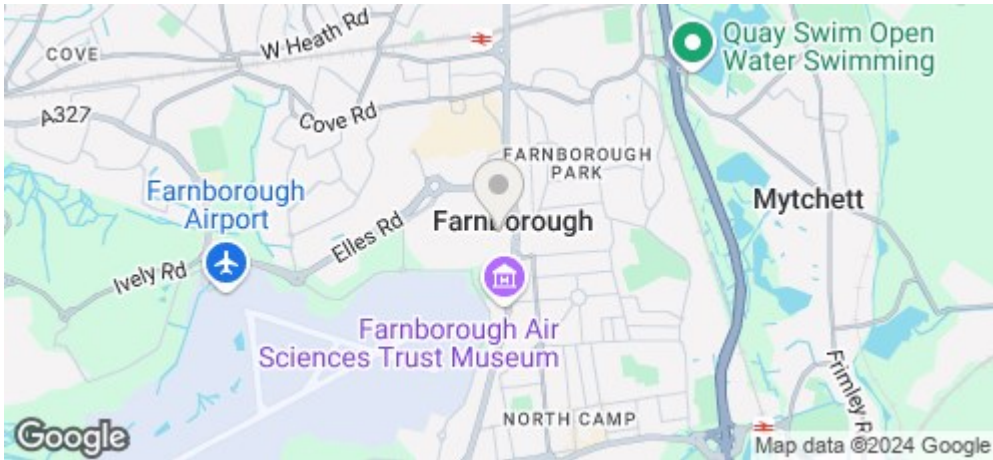 W Heath Rd
COVE
Quay Swim Open
Water Swimming
A327
Cove Rd
FARNBOROUGH
PARK
Farnborough
Airport
Mytchett
Farnborough
Elles Rd
Ively Rd
Farnborough Air
Sciences Trust Museum
NORTH CAMP
Frimley R
Google
Map data ©2024 Google